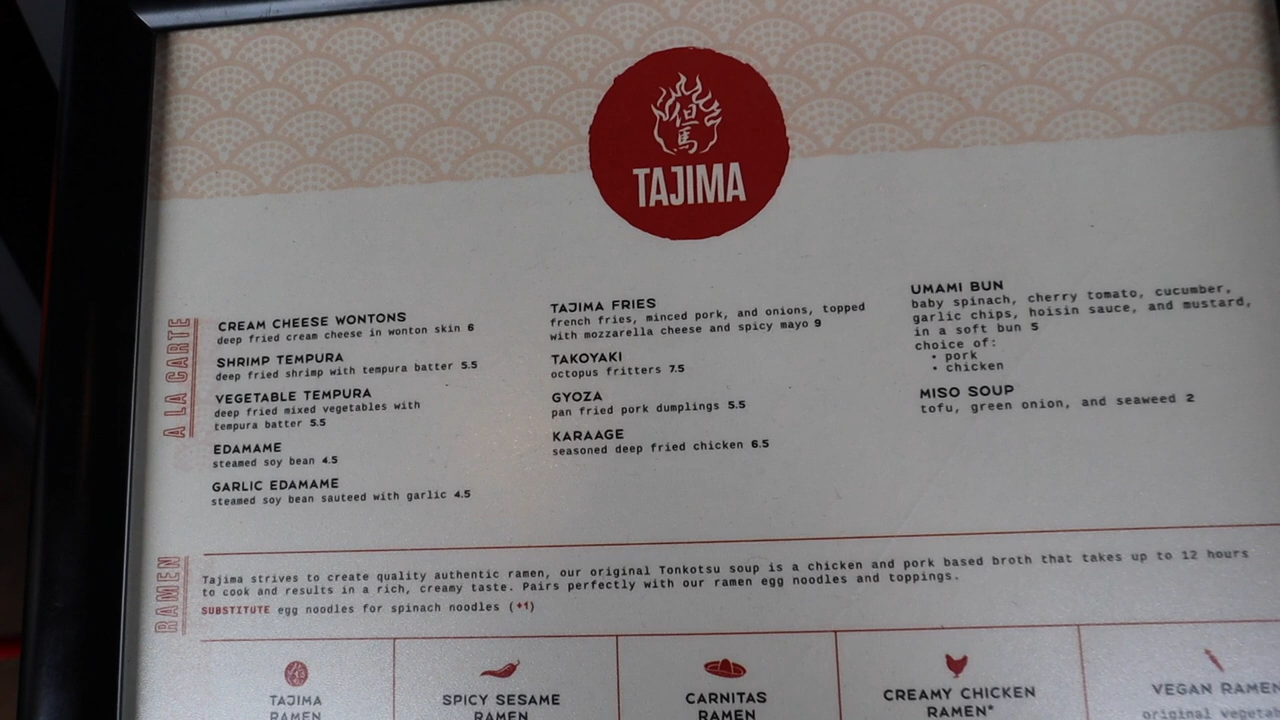 但
馬
TAJIMA
A LA CARTE
CREAM CHEESE WONTONS
deep fried cream cheese in wonton skin 6
SHRIMP TEMPURA
deep fried shrimp with tempura batter 5.5
VEGETABLE TEMPURA
deep fried mixed vegetables with
tempura batter 5.5
EDAMAME
steamed soy bean 4.5
GARLIC EDAMAME
steamed soy bean sauteed with garlic 4.5
TAJIMA FRIES
french fries, minced pork, and onions, topped
with mozzarella cheese and spicy mayo 9
TAKOYAKI
octopus fritters 7.5
GYOZA
pan fried pork dumplings 5.5
KARAAGE
seasoned deep fried chicken 6.5
UMAMI BUN
baby spinach, cherry tomato, cucumber,
garlic chips, hoisin sauce, and mustard,
in a soft bun 5
choice of:
• pork
• chicken
MISO SOUP
tofu, green onion, and seaweed 2
RAMEN
Tajima strives to create quality authentic ramen, our original Tonkotsu soup is a chicken and pork based broth that takes up to 12 hours
to cook and results in a rich, creamy taste. Pairs perfectly with our ramen egg noodles and toppings.
SUBSTITUTE egg noodles for spinach noodles (+1)
TAJIMA
RAMEN
SPICY SESAME
RAMEN
CARNITAS
RAMEN
CREAMY CHICKEN
RAMEN*
VEGAN RAMEN
original